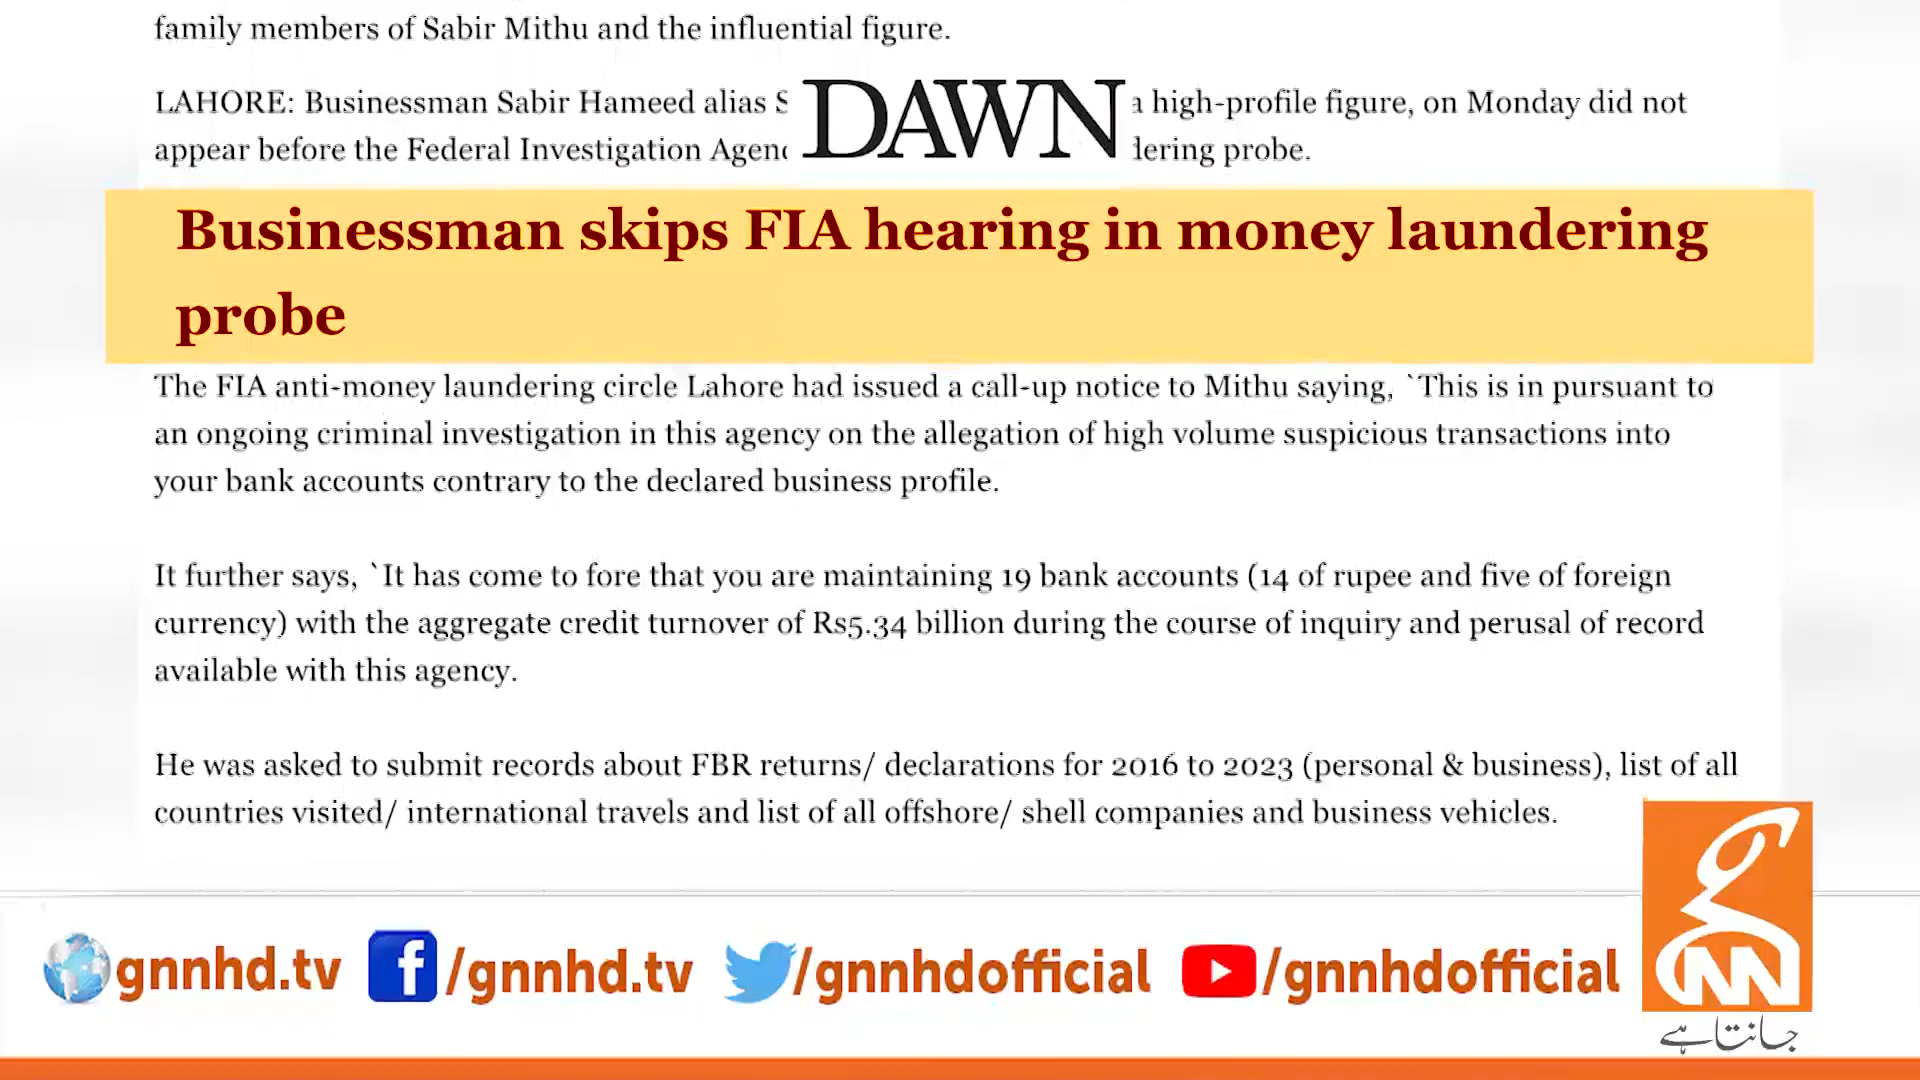 family members of Sabir Mithu and the influential figure.
LAHORE: Businessman Sabir Hameed alias S
DAWN
a high-profile figure, on Monday did not
appear before the Federal Investigation Agenc
lering probe.
Businessman skips FIA hearing in money laundering
probe
The FIA anti-money laundering circle Lahore had issued a call-up notice to Mithu saying, `This is in pursuant to
an ongoing criminal investigation in this agency on the allegation of high volume suspicious transactions into
your bank accounts contrary to the declared business profile.
It further says, `It has come to fore that you are maintaining 19 bank accounts (14 of rupee and five of foreign
currency) with the aggregate credit turnover of Rs5.34 billion during the course of inquiry and perusal of record
available with this agency.
He was asked to submit records about FBR returns/ declarations for 2016 to 2023 (personal & business), list of all
countries visited/ international travels and list of all offshore/ shell companies and business vehicles.
gnnhd.tv /gnnhd.tv /gnnhdofficial /gnnhdofficial
GNN
جانتا ہے